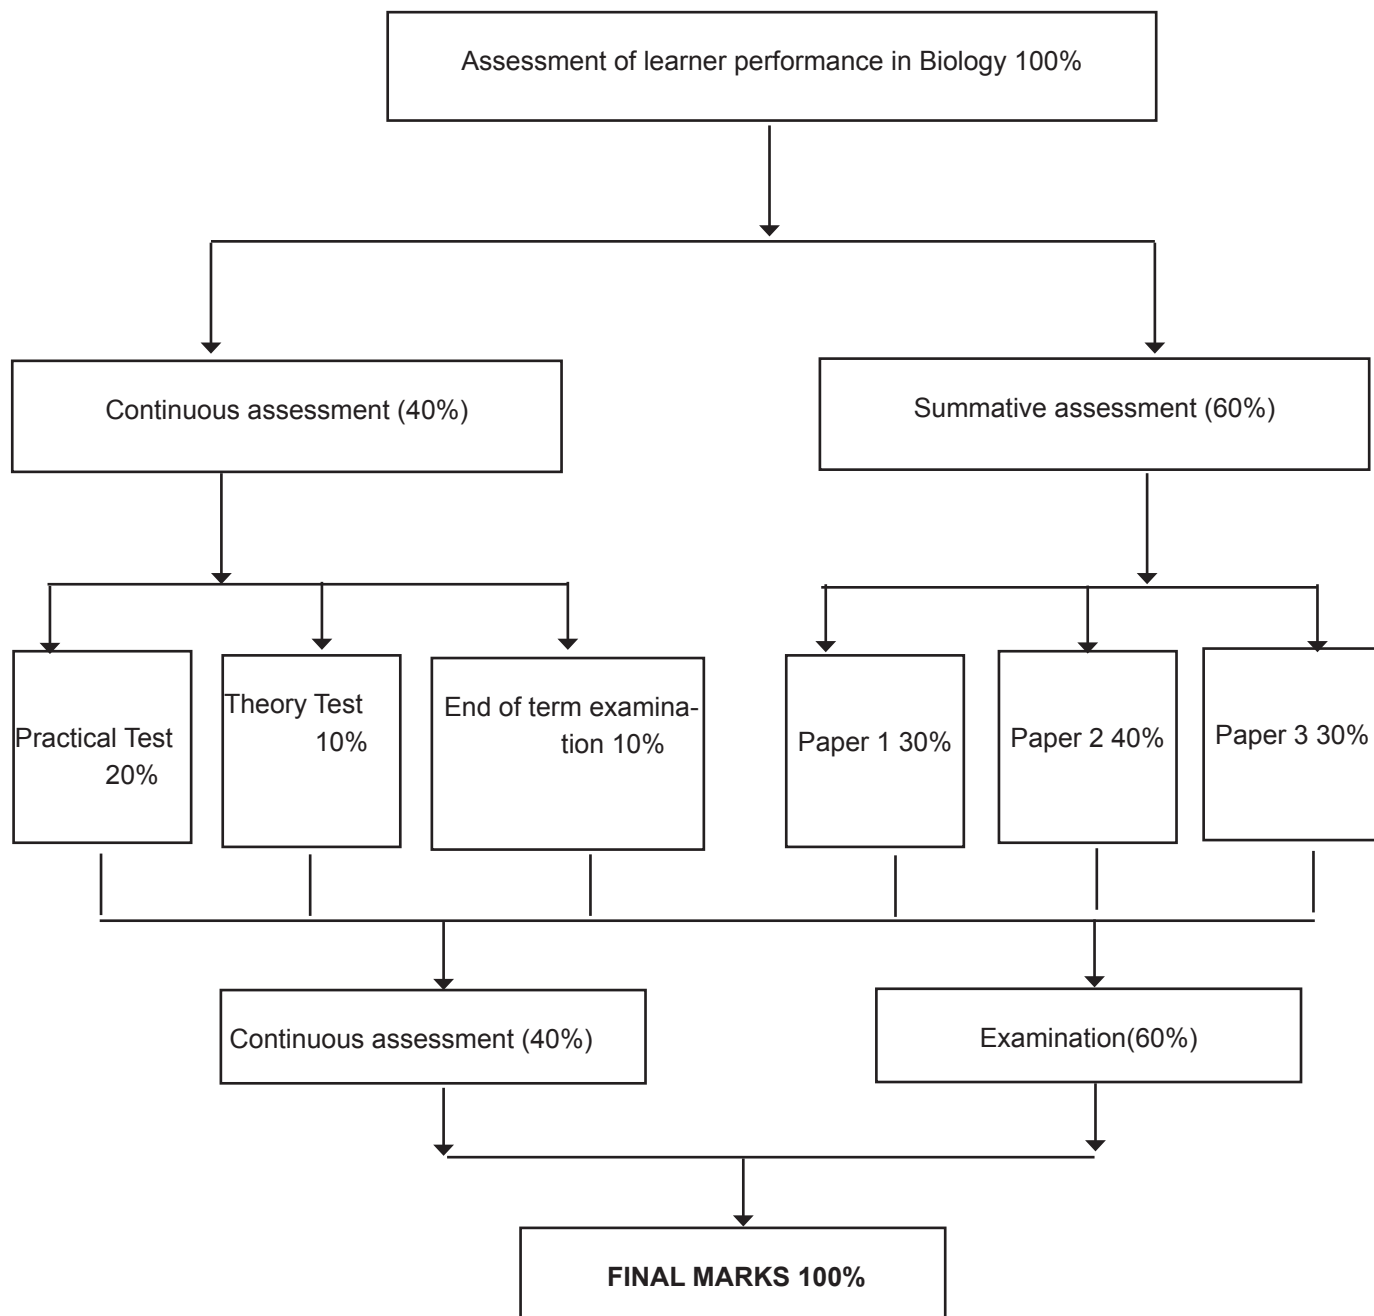 Assessment of learner performance in Biology 100%
Continuous assessment (40%)
Summative assessment (60%)
Practical Test
20%
Theory Test
10%
End of term examina-
tion 10%
Paper 1 30%
Paper 2 40%
Paper 3 30%
Continuous assessment (40%)
Examination(60%)
FINAL MARKS 100%